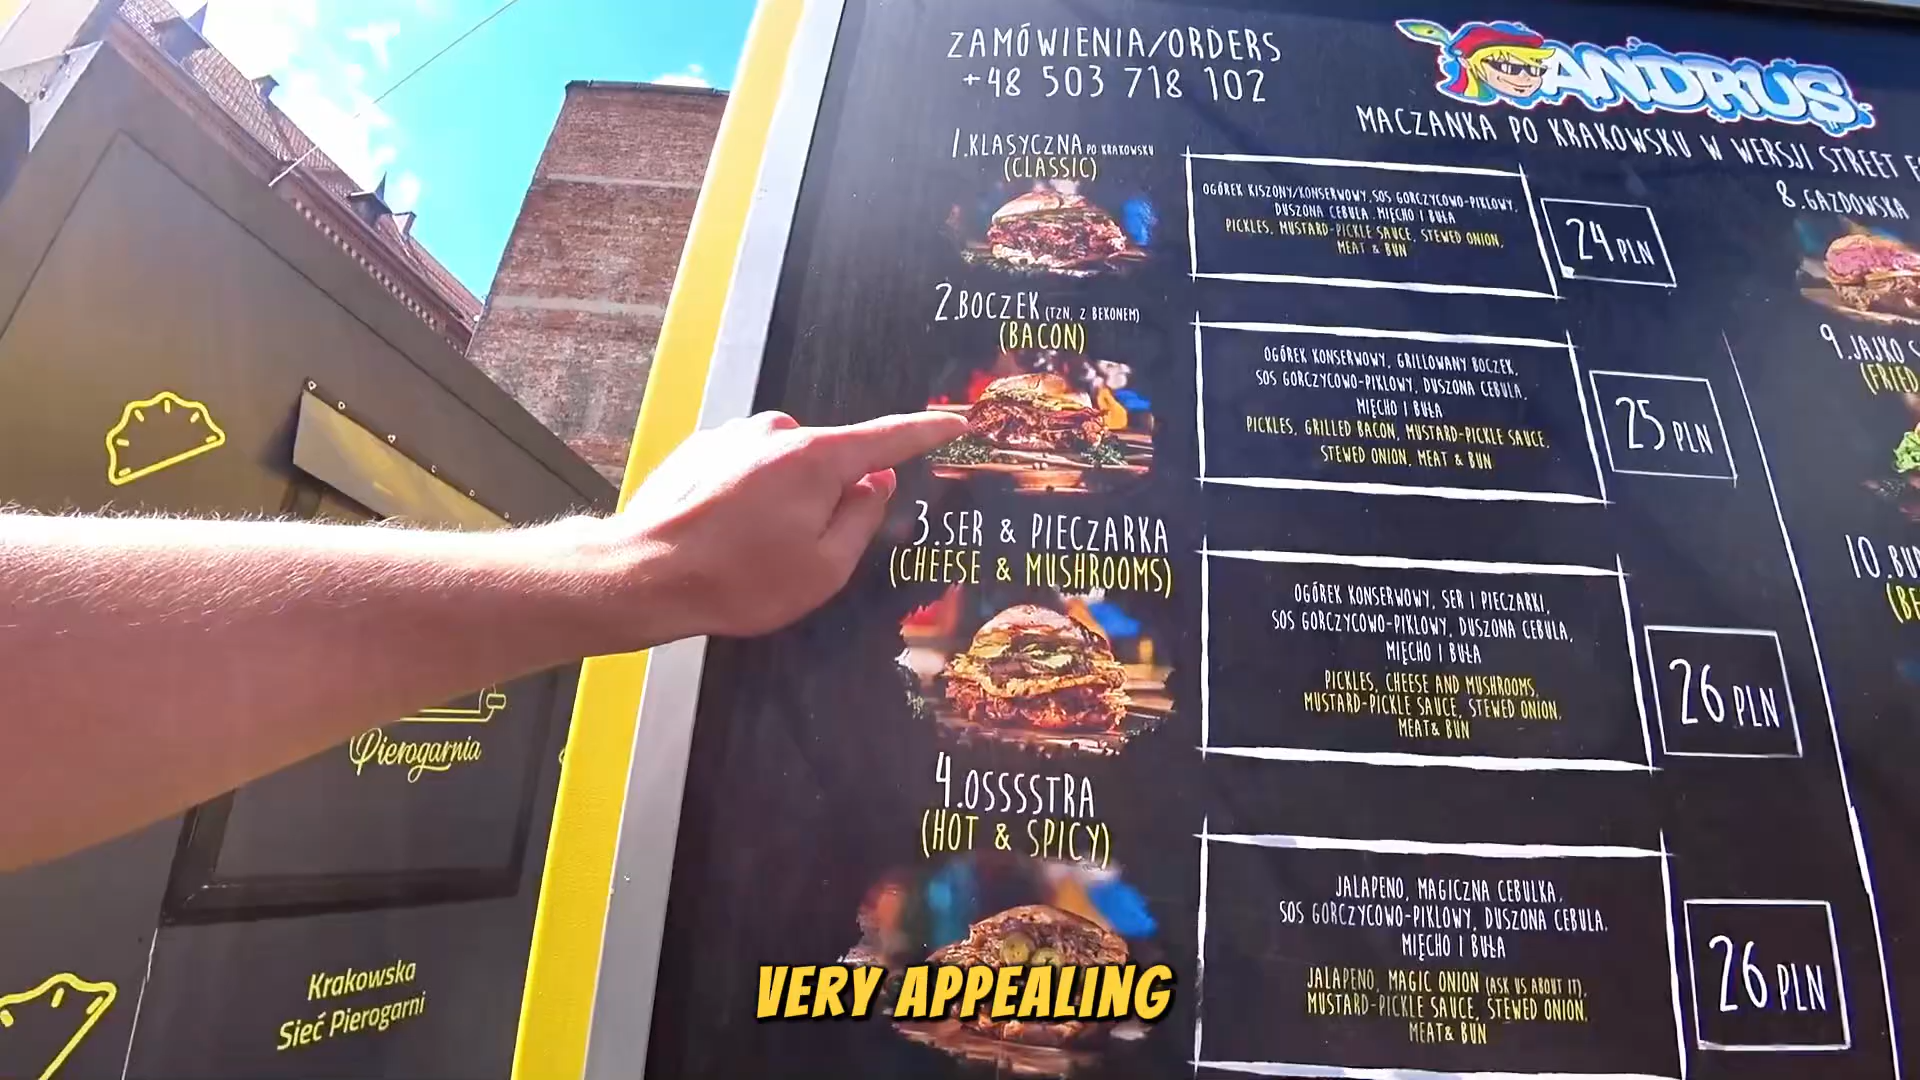 ZAMÓWIENIA/ORDERS
+48 503 718 102
ANDRUS
MACZANKA PO KRAKOWSKU W WERSJI STREET
1.KLASYCZNA PO KRAKOWSKU
(CLASSIC)
OGÓREK KISZONY/KONSERWOWY, SOS GORCZYCOWO-PIKLOWY,
DUSZONA CEBULA, MIĘCHO I BUŁA
PICKLES, MUSTARD-PICKLE SAUCE, STEWED ONION,
MEAT & BUN
24 PLN
2.BOCZEK (TZN. Z BEKONEM)
(BACON)
OGÓREK KONSERWOWY, GRILLOWANY BOCZEK,
SOS GORCZYCOWO-PIKLOWY, DUSZONA CEBULA,
MIĘCHO I BUŁA
PICKLES, GRILLED BACON, MUSTARD-PICKLE SAUCE,
STEWED ONION, MEAT & BUN
25 PLN
3.SER & PIECZARKA
(CHEESE & MUSHROOMS)
OGÓREK KONSERWOWY, SER I PIECZARKI,
SOS GORCZYCOWO-PIKLOWY, DUSZONA CEBULA,
MIĘCHO I BUŁA
PICKLES, CHEESE AND MUSHROOMS,
MUSTARD-PICKLE SAUCE, STEWED ONION,
MEAT& BUN
26 PLN
4.OSSSSTRA
(HOT & SPICY)
JALAPENO, MAGICZNA CEBULKA,
SOS GORCZYCOWO-PIKLOWY, DUSZONA CEBULA,
MIĘCHO I BUŁA
JALAPENO, MAGIC ONION (ASK US ABOUT IT),
MUSTARD-PICKLE SAUCE, STEWED ONION,
MEAT& BUN
26 PLN
8.GAZDOWSKA
9.JAJKO
(FRIED
10.
Pierogarnia
Krakowska
Sieć Pierogarni
VERY APPEALING